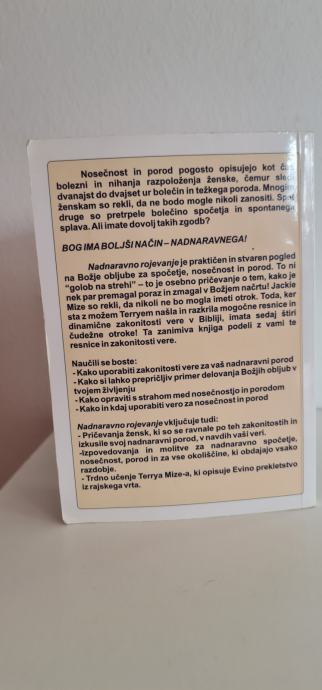 Nosečnost in porod pogosto opisujejo kot čas
bolezni in nihanja razpoloženja ženske, čemur sledi
dvanajst do dvajset ur bolečin in težkega poroda. Mnogim
ženskam so rekli, da ne bodo mogle nikoli zanositi. Spet
druge so pretrpele bolečino spočetja in spontanega
splava. Ali imate dovolj takih zgodb?
BOG IMA BOLJŠI NAČIN – NADNARAVNEGA!
Nadnaravno rojevanje je praktičen in stvaren pogled
na Božje obljube za spočetje, nosečnost in porod. To ni
“golob na strehi” – to je osebno pričevanje o tem, kako je
nek par premagal poraz in zmagal v Božjem načrtu! Jackie
Mize so rekli, da nikoli ne bo mogla imeti otrok. Toda, ker
sta z možem Terryem našla in razkrila mogočne resnice in
dinamične zakonitosti vere v Bibliji, imata sedaj štiri
čudežne otroke! Ta zanimiva knjiga podeli z vami te
resnice in zakonitosti vere.
Naučili se boste:
- Kako uporabiti zakonitosti vere za vaš nadnaravni porod
- Kako si lahko prepričljiv primer delovanja Božjih obljub v
tvojem življenju
- Kako opraviti s strahom med nosečnostjo in porodom
- Kako in kdaj uporabiti vero za nosečnost in porod
Nadnaravno rojevanje vključuje tudi:
- Pričevanja žensk, ki so se ravnale po teh zakonitostih in
izkusile svoj nadnaravni porod, v navdih vaši veri.
-Izpovedovanja in molitve za nadnaravno spočetje,
nosečnost, porod in za vse okoliščine, ki obdajajo vsako
razdobje.
- Trdno učenje Terrya Mize-a, ki opisuje Evino prekletstvo
iz rajskega vrta.